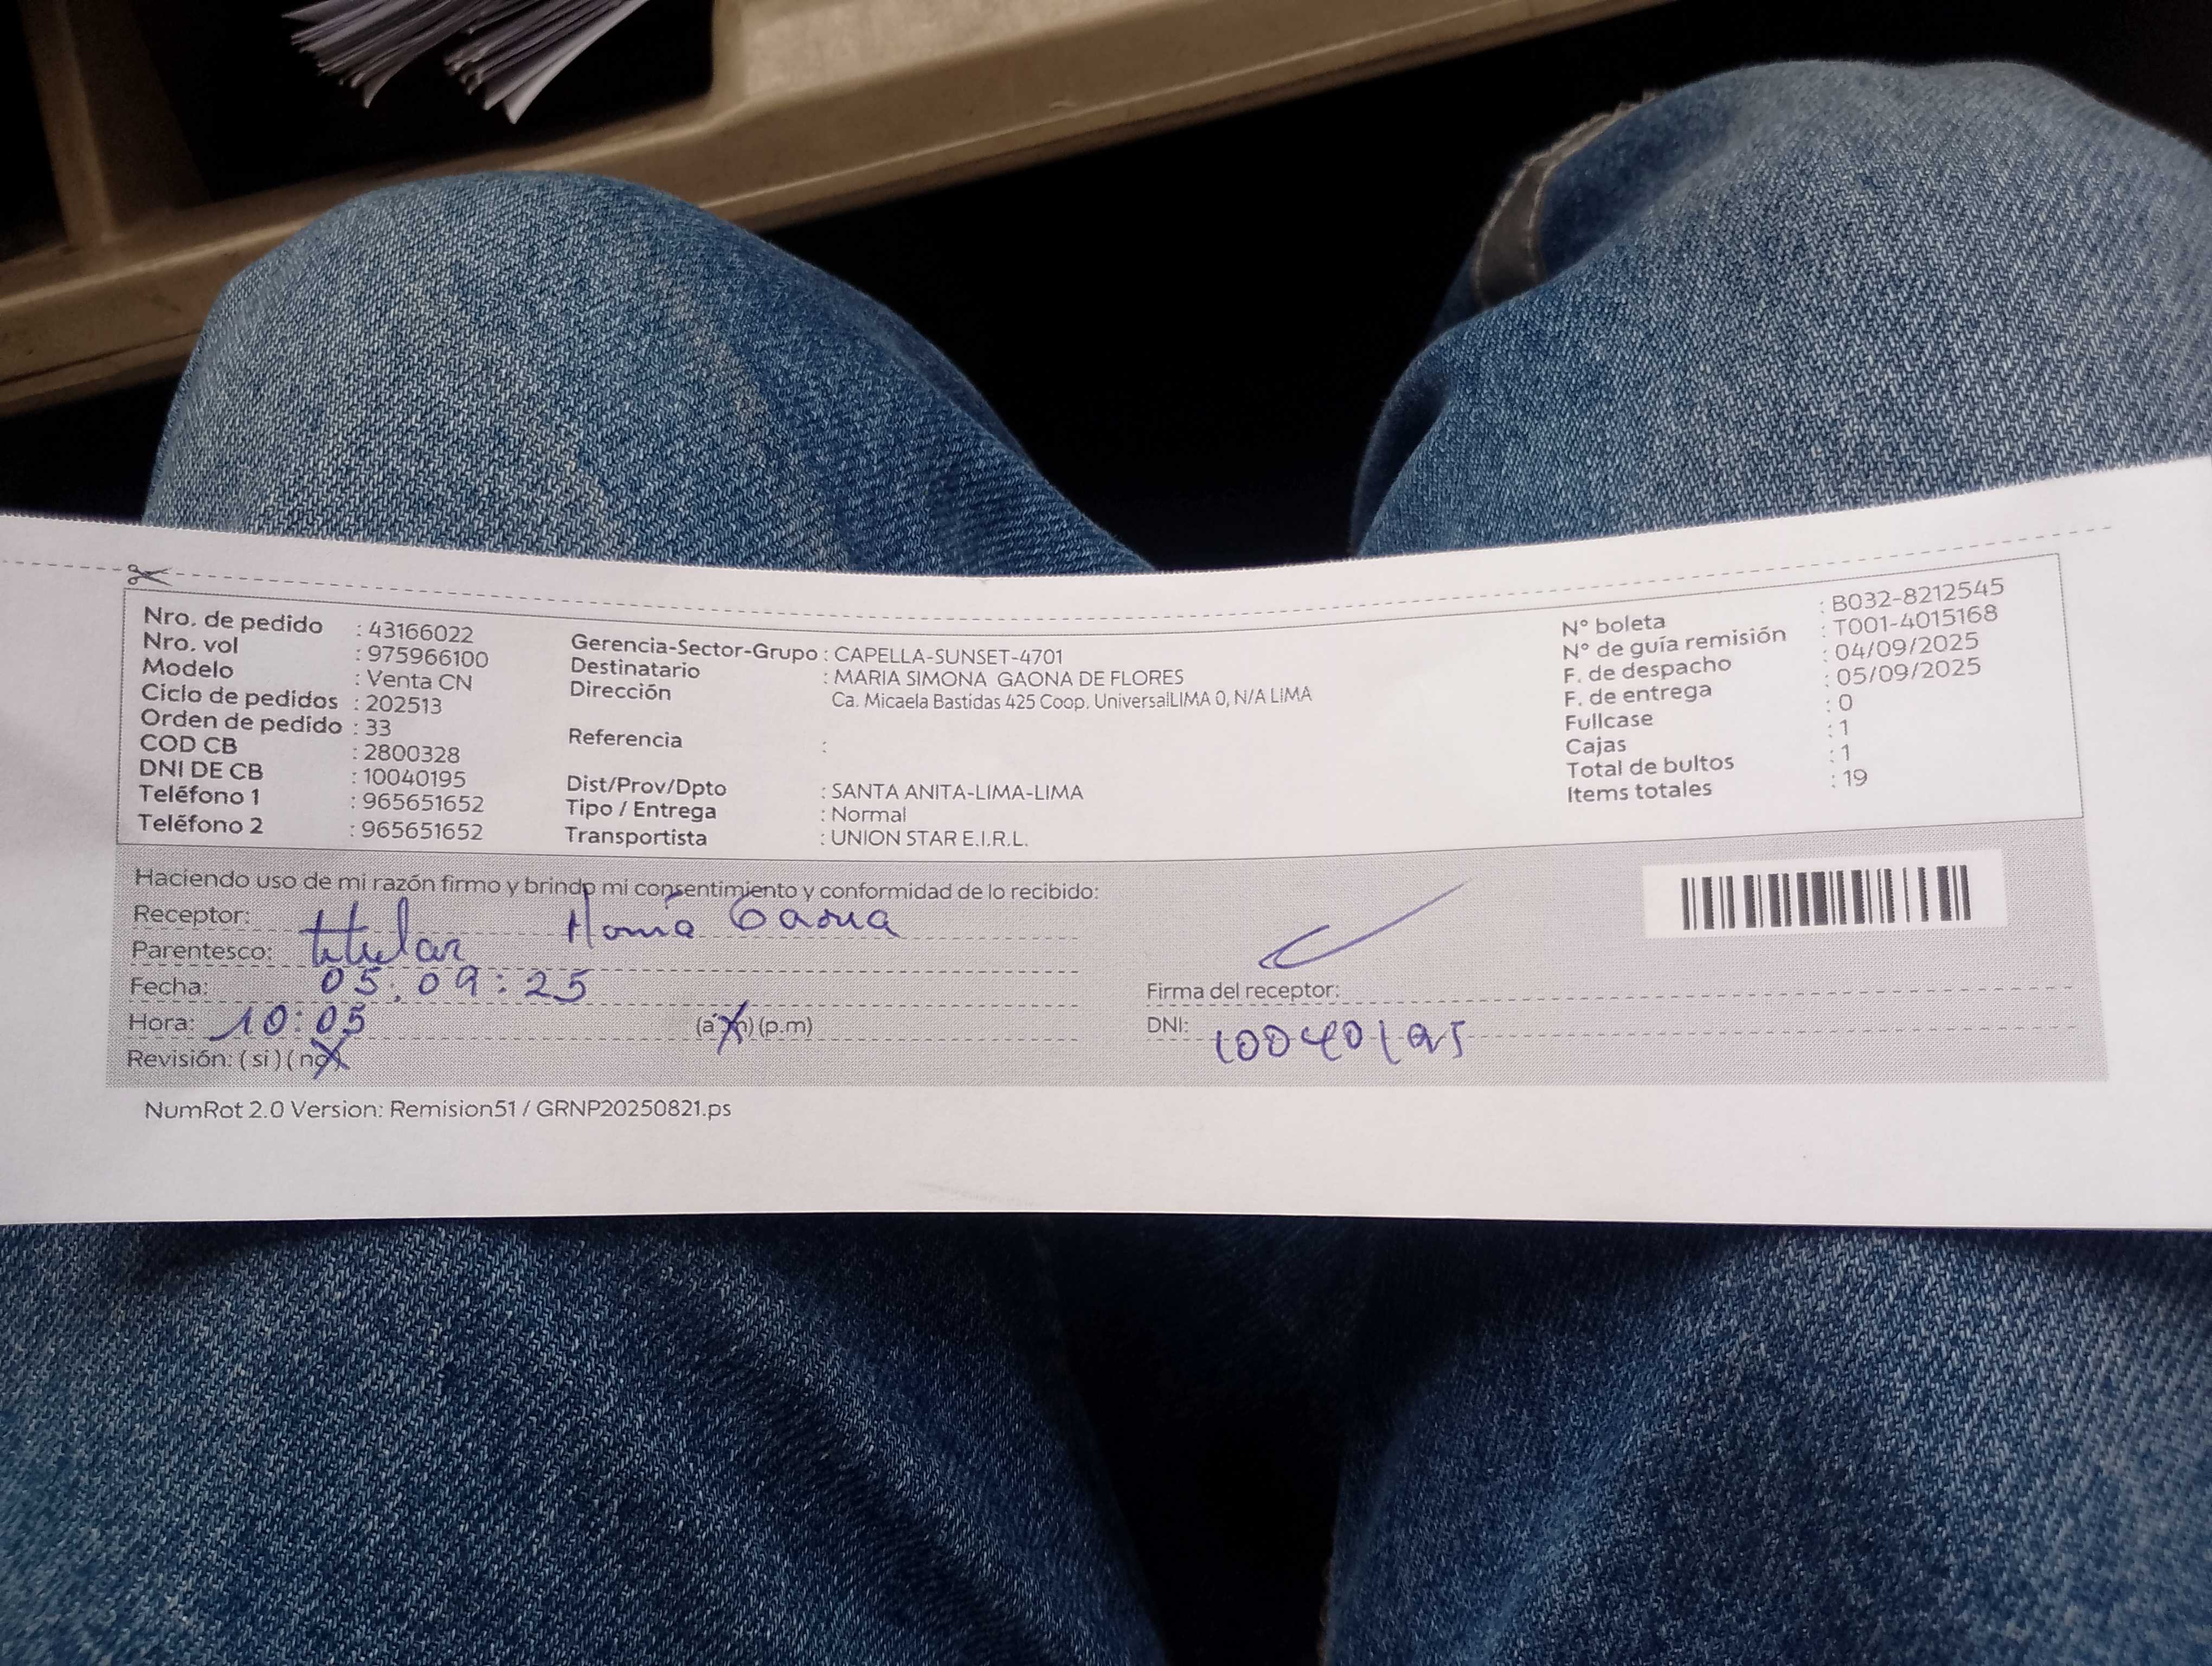 Nro. de pedido : 43166022
Nro. vol : 975966100
Modelo : Venta CN
Ciclo de pedidos : 202513
Orden de pedido : 33
COD CB : 2800328
DNI DE CB : 10040195
Teléfono 1 : 965651652
Teléfono 2 : 965651652
Gerencia-Sector-Grupo : CAPELLA-SUNSET-4701
Destinatario : MARIA SIMONA GAONA DE FLORES
Dirección Ca. Micaela Bastidas 425 Coop. UniversalLIMA 0, N/A LIMA
Referencia :
Dist/Prov/Dpto : SANTA ANITA-LIMA-LIMA
Tipo / Entrega : Normal
Transportista : UNION STAR E.I.R.L.
N° boleta : B032-8212545
N° de guía remisión : T001-4015168
F. de despacho : 04/09/2025
F. de entrega : 05/09/2025
Fullcase : 0
Cajas : 1
Total de bultos : 1
Items totales : 19
Haciendo uso de mi razón firmo y brindo mi consentimiento y conformidad de lo recibido:
Receptor: Maria Gaona
Parentesco: titular
Fecha: 05:09:25
Hora: 10:05 (a.m) (p.m)
Revisión: ( si ) ( no )
Firma del receptor:
DNI: 10040195
NumRot 2.0 Version: Remision51 / GRNP20250821.ps